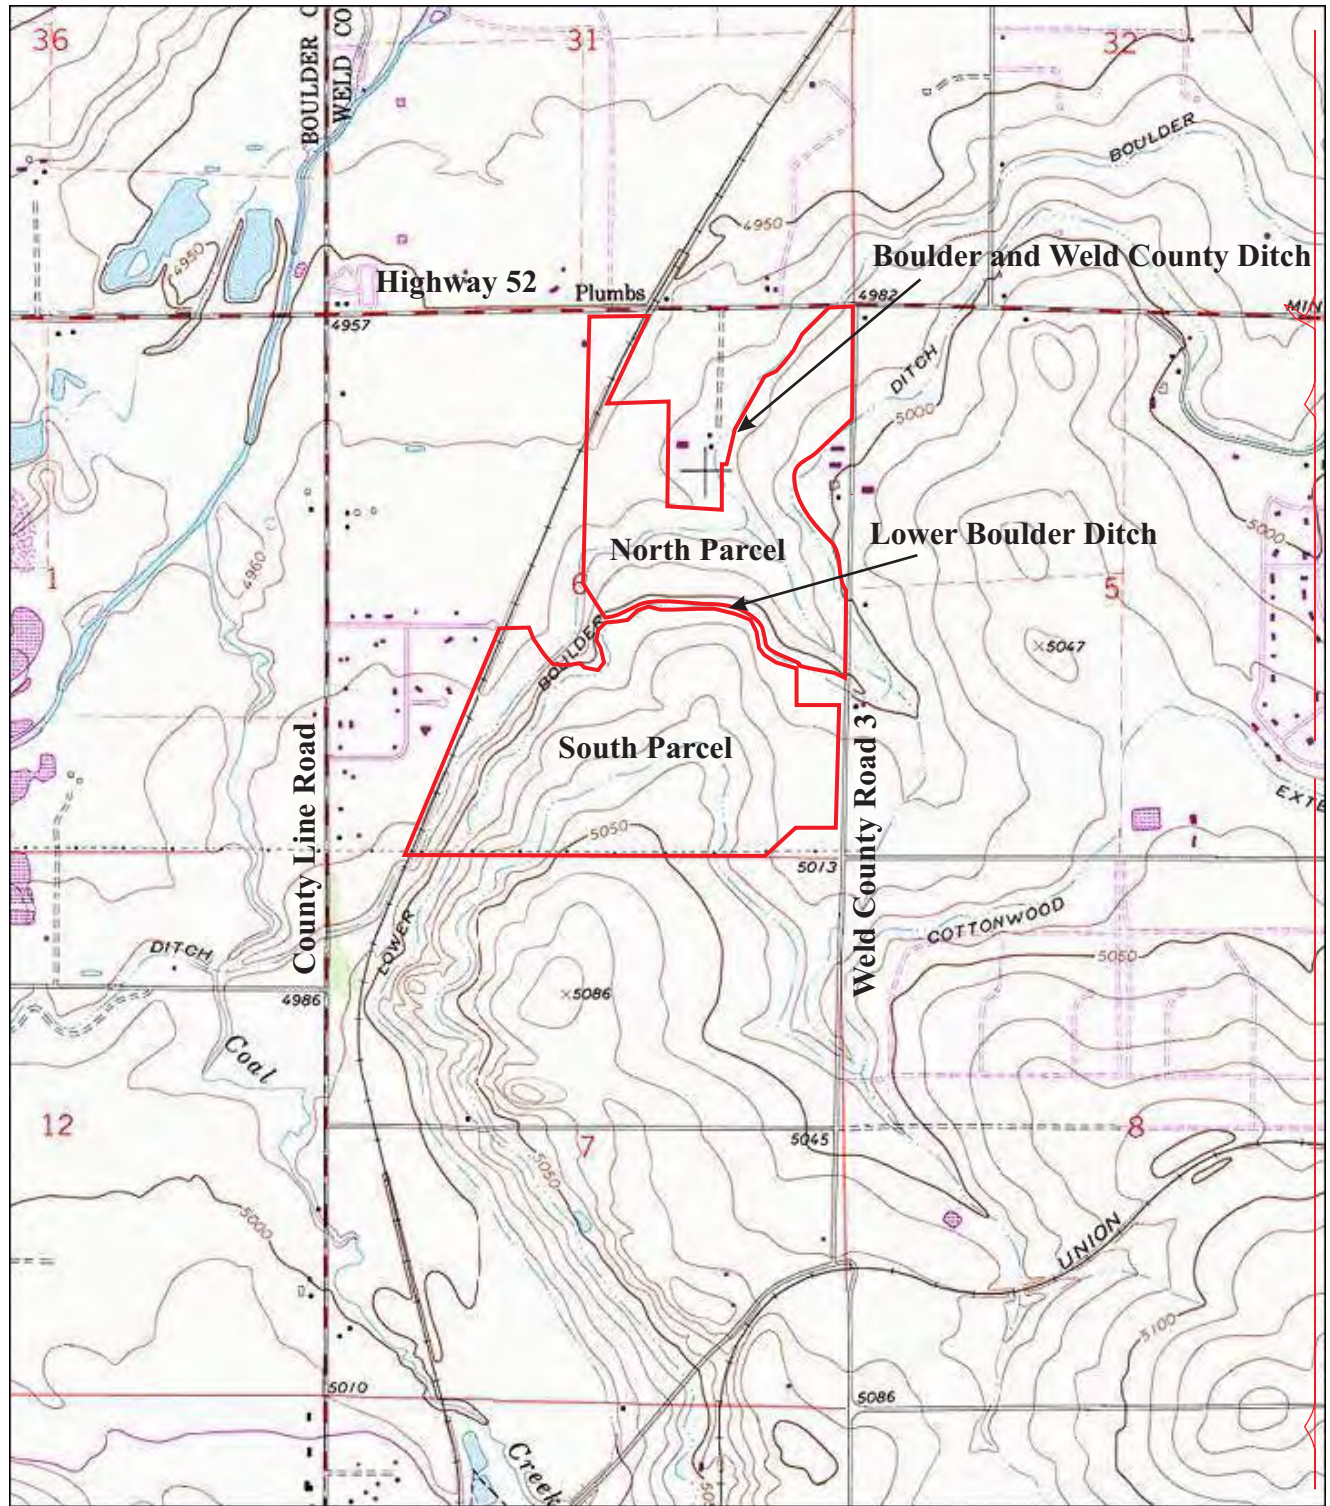 36
31
32
BOULDER C
WELD CO
BOULDER
4950
4950
Boulder and Weld County Ditch
Highway 52
Plumbs
4982
MIN
4957
DITCH
5000
Lower Boulder Ditch
5000
North Parcel
4960
1
6
5
×5047
BOULDER
South Parcel
County Line Road
Weld County Road 3
EXTE
5050
5013
LOWER
COTTONWOOD
DITCH
5050
4986
×5086
Coal
12
7
8
5045
5050
5000
UNION
5100
5010
5086
Creek